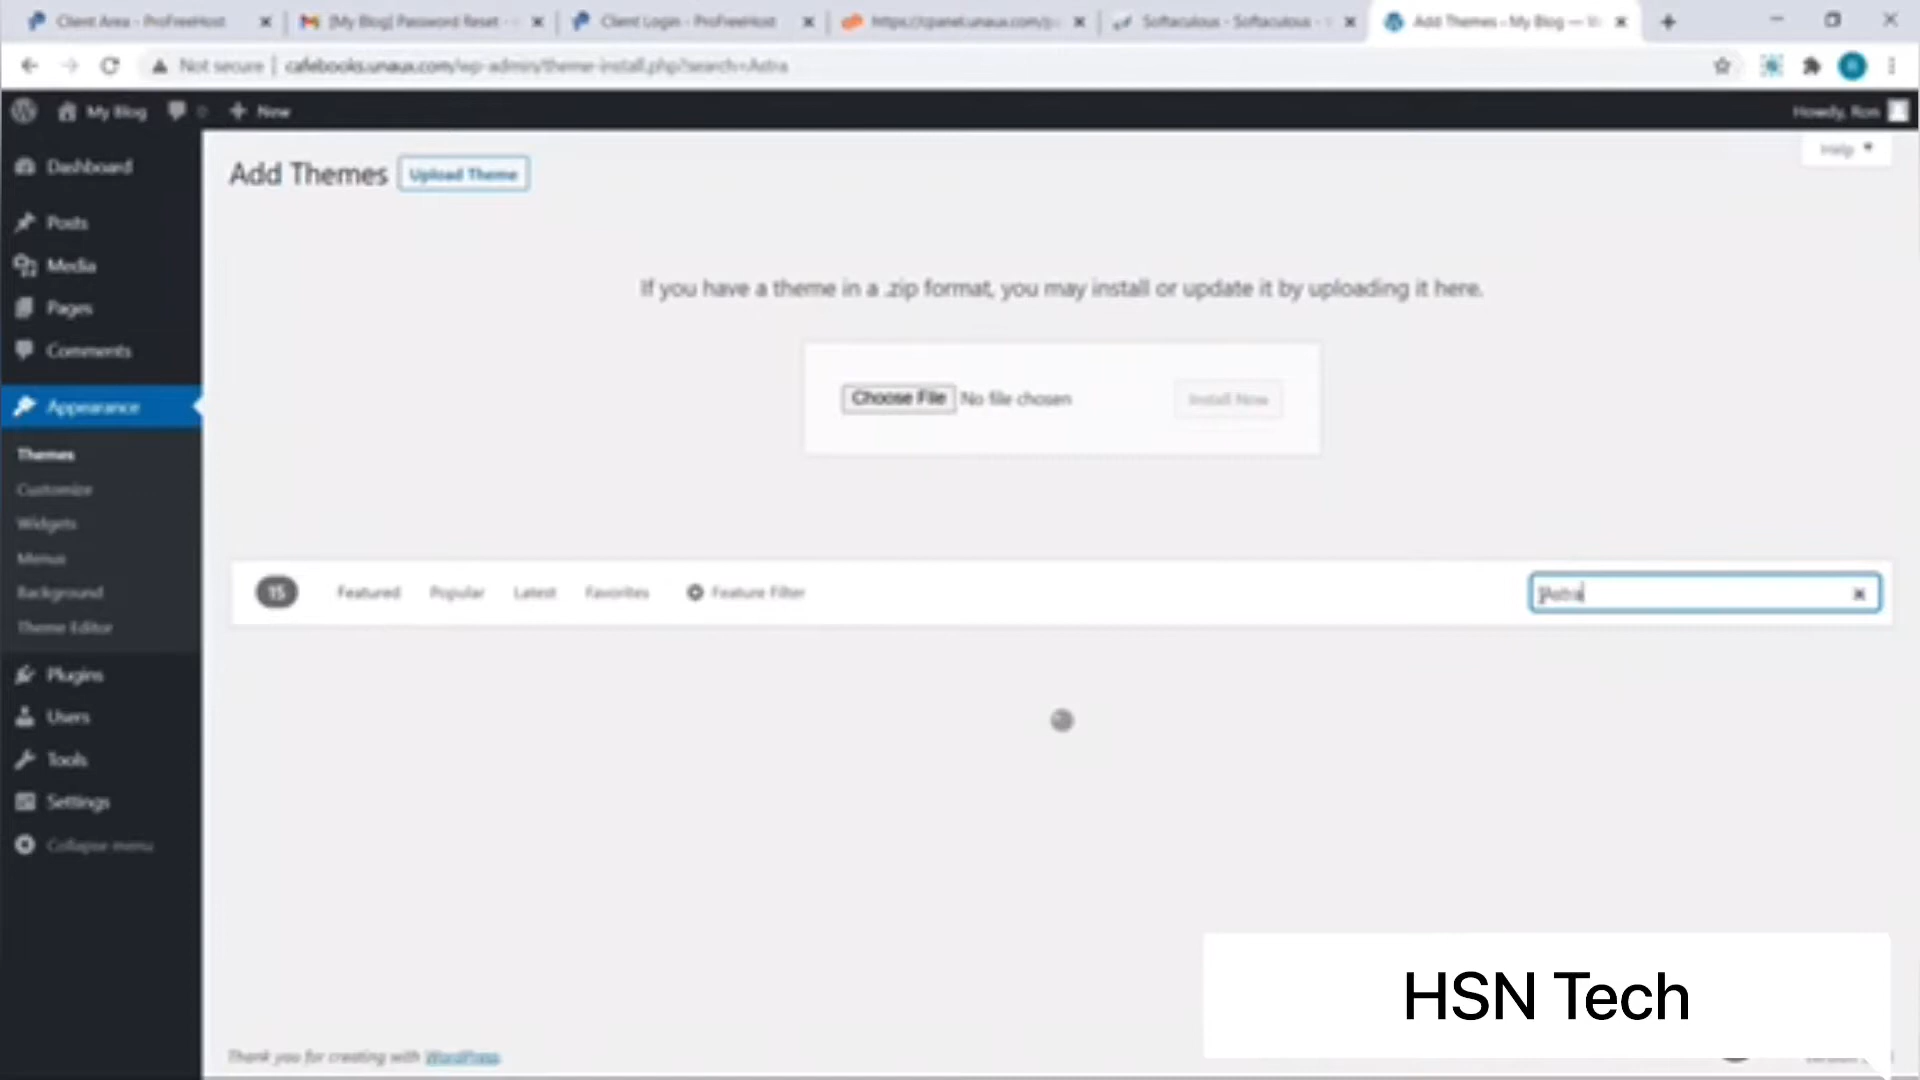 Client Area - ProFreeHost
[My Blog] Password Reset -
Client Login - ProFreeHost
https://cpanel.unaux.com/p
Softaculous - Softaculous -
Add Themes ‹ My Blog —
Not secure | cafebooks.unaux.com/wp-admin/theme-install.php?search=Astra
My Blog
0
New
Howdy, Ron
Help
Dashboard
Posts
Media
Pages
Comments
Appearance
Themes
Customize
Widgets
Menus
Background
Theme Editor
Plugins
Users
Tools
Settings
Collapse menu
Add Themes
Upload Theme
If you have a theme in a .zip format, you may install or update it by uploading it here.
Choose File No file chosen
Install Now
15
Featured
Popular
Latest
Favorites
Feature Filter
Astra
HSN Tech
Thank you for creating with WordPress